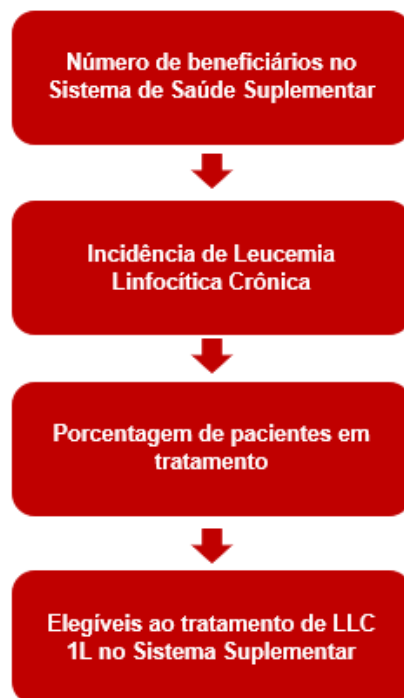 Número de beneficiários no
Sistema de Saúde Suplementar
Incidência de Leucemia
Linfocítica Crônica
Porcentagem de pacientes em
tratamento
Elegíveis ao tratamento de LLC
1L no Sistema Suplementar